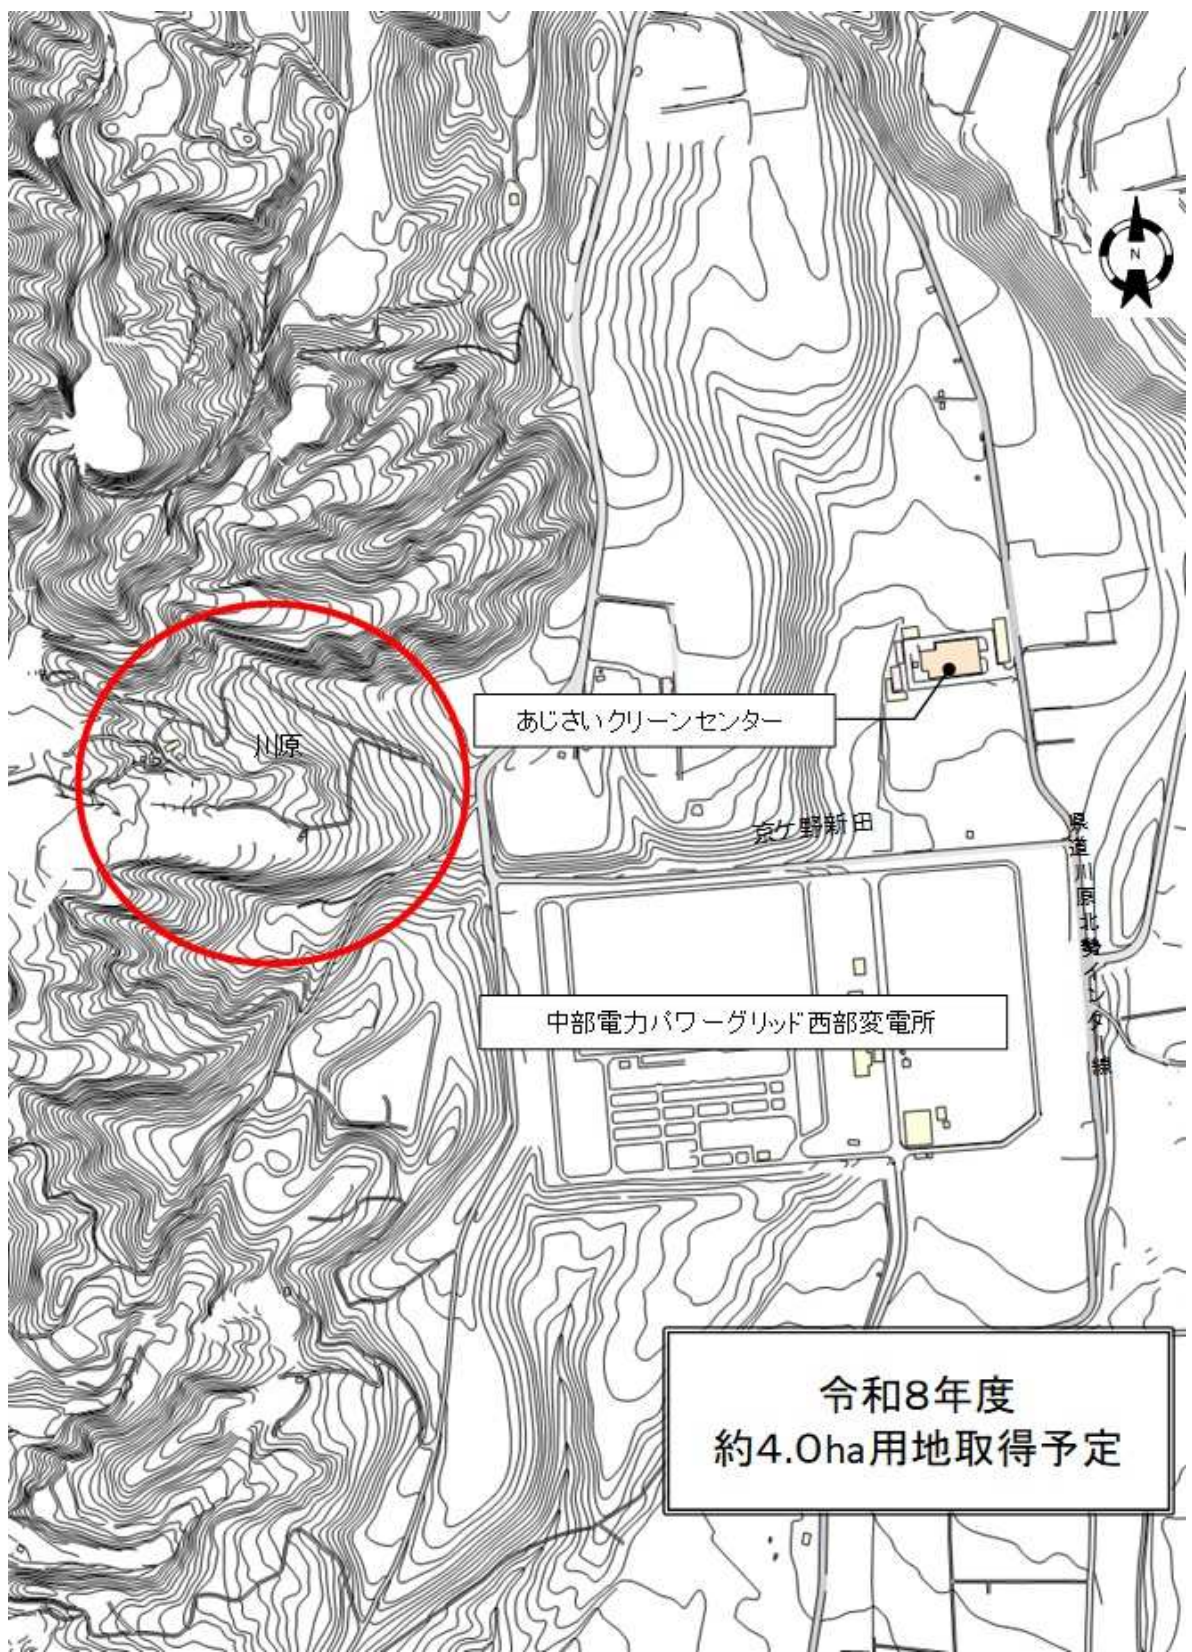 N
あじさいクリーンセンター
川原
京ケ野新田
県道川原北勢インター線
中部電力パワーグリッド西部変電所
令和8年度
約4.0ha用地取得予定